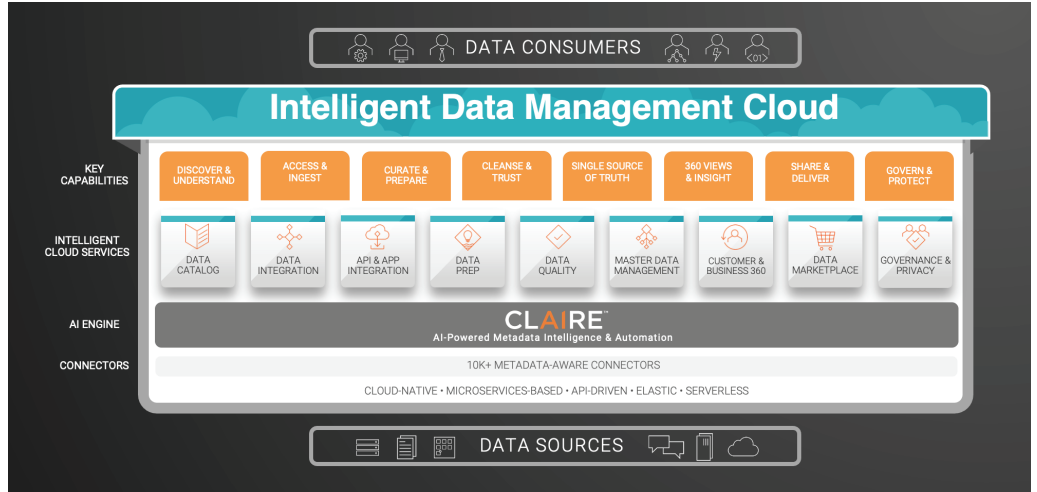 DATA CONSUMERS
<01>
Intelligent Data Management Cloud
KEY
CAPABILITIES
DISCOVER &
UNDERSTAND
ACCESS &
INGEST
CURATE &
PREPARE
CLEANSE &
TRUST
SINGLE SOURCE
OF TRUTH
360 VIEWS
& INSIGHT
SHARE &
DELIVER
GOVERN &
PROTECT
INTELLIGENT
CLOUD SERVICES
DATA
CATALOG
DATA
INTEGRATION
API & APP
INTEGRATION
DATA
PREP
DATA
QUALITY
MASTER DATA
MANAGEMENT
CUSTOMER &
BUSINESS 360
DATA
MARKETPLACE
GOVERNANCE &
PRIVACY
AI ENGINE
CLAIRE™
AI-Powered Metadata Intelligence & Automation
CONNECTORS
10K+ METADATA-AWARE CONNECTORS
CLOUD-NATIVE • MICROSERVICES-BASED • API-DRIVEN • ELASTIC • SERVERLESS
DATA SOURCES